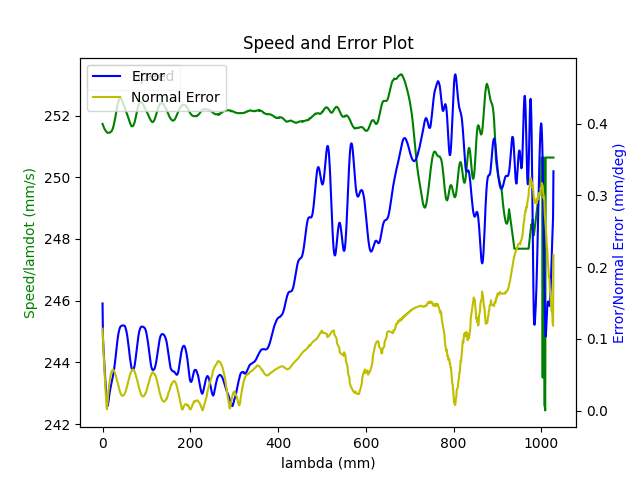 Speed and Error Plot
Error
Normal Error
252
250
248
246
244
242
0.4
0.3
0.2
0.1
0.0
Speed/lamdot (mm/s)
Error/Normal Error (mm/deg)
0
200
400
600
800
1000
lambda (mm)